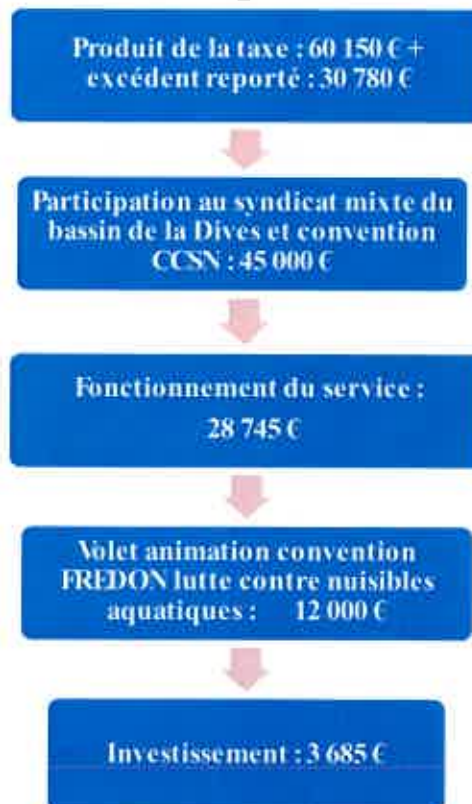 Produit de la taxe : 60 150 € +
excédent reporté : 30 780 €
Participation au syndicat mixte du
bassin de la Dives et convention
CCSN : 45 000 €
Fonctionnement du service :
28 745 €
Volet animation convention
FREDON lutte contre nuisibles
aquatiques : 12 000 €
Investissement : 3 685 €